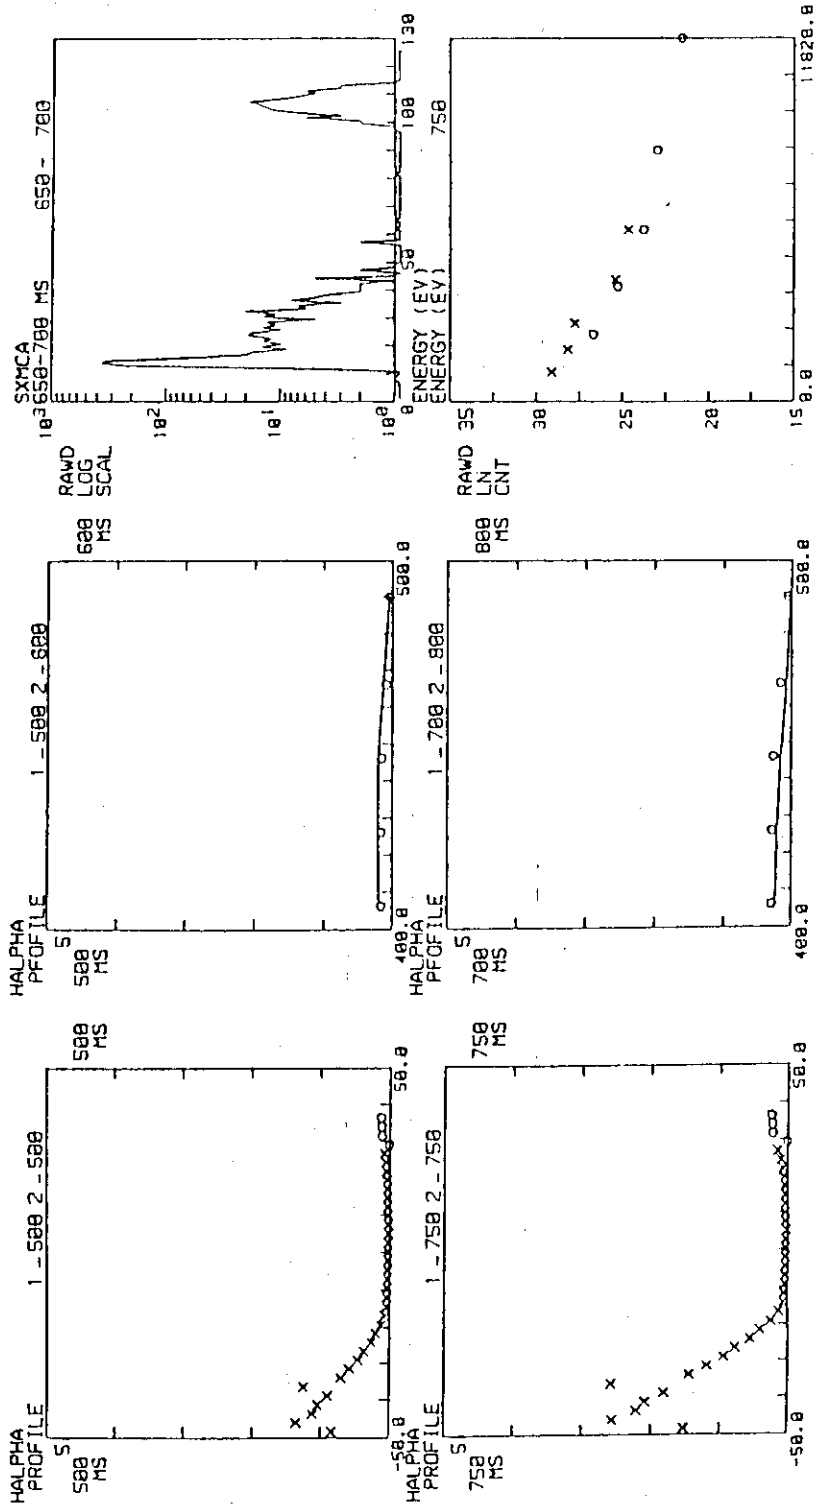 HALPHA
PROFILE 1-500 2-500
5
500
MS
500
MS
-50.0 50.0
HALPHA
PFOFILE 1-500 2-600
5
500
MS
600
MS
400.0 500.0
SXMCA
650-700 MS 650- 700
10³
10²
10¹
10⁰
RAWD
LOG
SCAL
0 50 100 130
ENERGY (EV)
HALPHA
PROFILE 1-750 2-750
5
750
MS
750
MS
-50.0 50.0
HALPHA
PFOFILE 1-700 2-800
5
700
MS
800
MS
400.0 500.0
ENERGY (EV) 750
35
30
25
20
15
RAWD
LN
CNT
0.0 11820.0